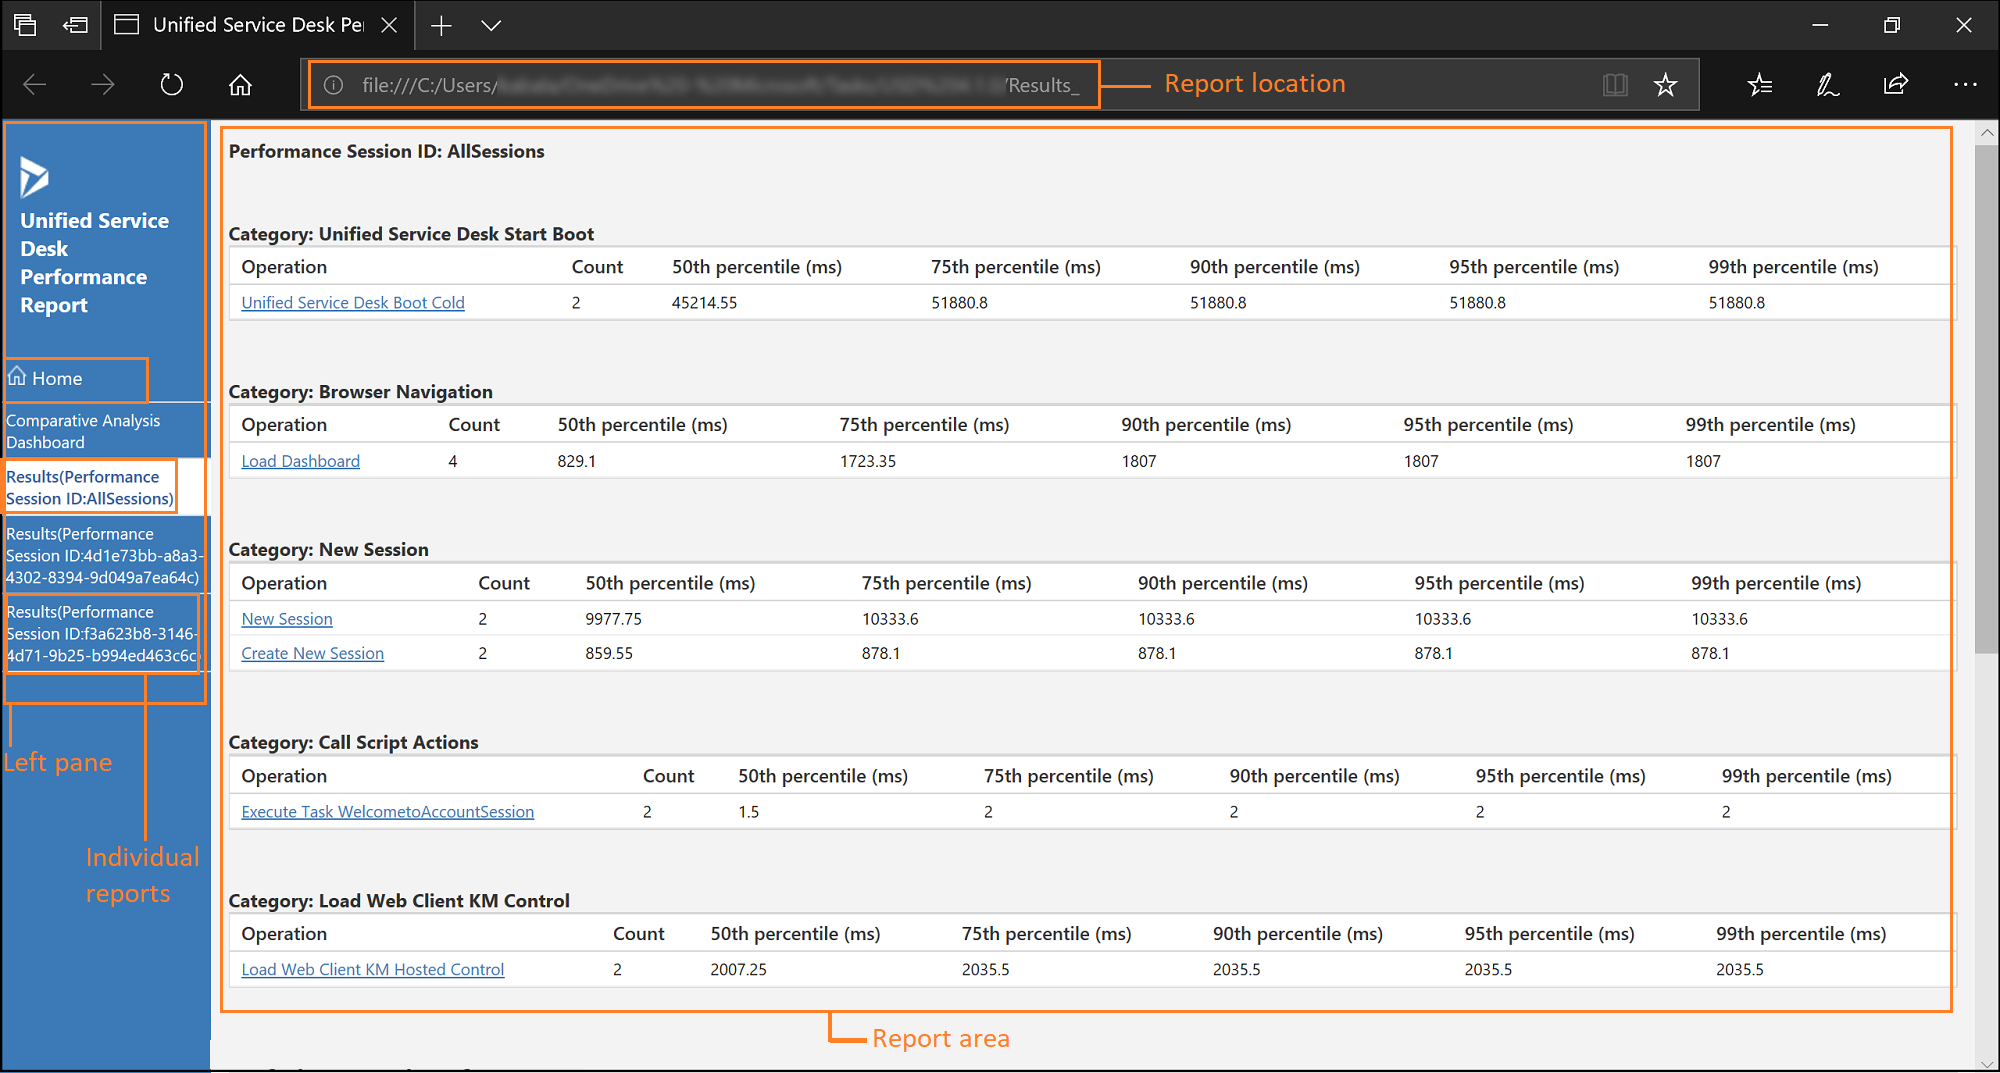 Unified Service Desk Per
file:///C:/Users/ /Results_
Report location
Unified Service
Desk
Performance
Report
Home
Comparative Analysis
Dashboard
Results(Performance
Session ID:AllSessions)
Results(Performance
Session ID:4d1e73bb-a8a3-
4302-8394-9d049a7ea64c)
Results(Performance
Session ID:f3a623b8-3146-
4d71-9b25-b994ed463c6c)
Left pane
Individual
reports
Performance Session ID: AllSessions
Category: Unified Service Desk Start Boot
Operation Count 50th percentile (ms) 75th percentile (ms) 90th percentile (ms) 95th percentile (ms) 99th percentile (ms)
Unified Service Desk Boot Cold 2 45214.55 51880.8 51880.8 51880.8 51880.8
Category: Browser Navigation
Operation Count 50th percentile (ms) 75th percentile (ms) 90th percentile (ms) 95th percentile (ms) 99th percentile (ms)
Load Dashboard 4 829.1 1723.35 1807 1807 1807
Category: New Session
Operation Count 50th percentile (ms) 75th percentile (ms) 90th percentile (ms) 95th percentile (ms) 99th percentile (ms)
New Session 2 9977.75 10333.6 10333.6 10333.6 10333.6
Create New Session 2 859.55 878.1 878.1 878.1 878.1
Category: Call Script Actions
Operation Count 50th percentile (ms) 75th percentile (ms) 90th percentile (ms) 95th percentile (ms) 99th percentile (ms)
Execute Task WelcometoAccountSession 2 1.5 2 2 2 2
Category: Load Web Client KM Control
Operation Count 50th percentile (ms) 75th percentile (ms) 90th percentile (ms) 95th percentile (ms) 99th percentile (ms)
Load Web Client KM Hosted Control 2 2007.25 2035.5 2035.5 2035.5 2035.5
Report area